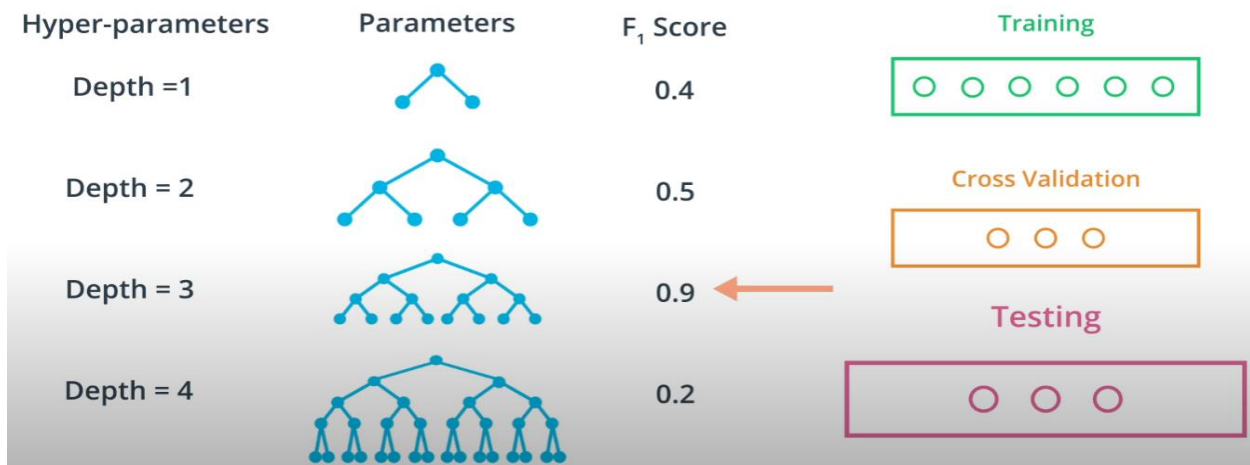 Hyper-parameters Parameters F₁ Score Training
Depth =1 0.4
Depth = 2 0.5 Cross Validation
Depth = 3 0.9
Testing
Depth = 4 0.2